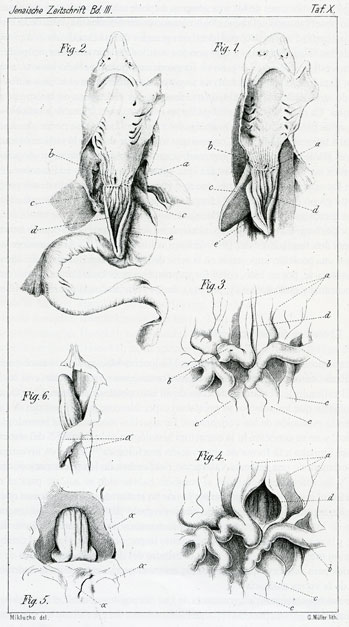 Jenaische Zeitschrift Bd. III.
Taf. X.
Fig. 2.
Fig. 1.
b
a
c
d
c
e
b
a
c
d
e
Fig. 3.
a
d
b
b
c
e
e
Fig. 6.
α
Fig. 4.
a
d
b
c
e
α
α
α
Fig. 5.
Miklucho del.
G. Müller lith.